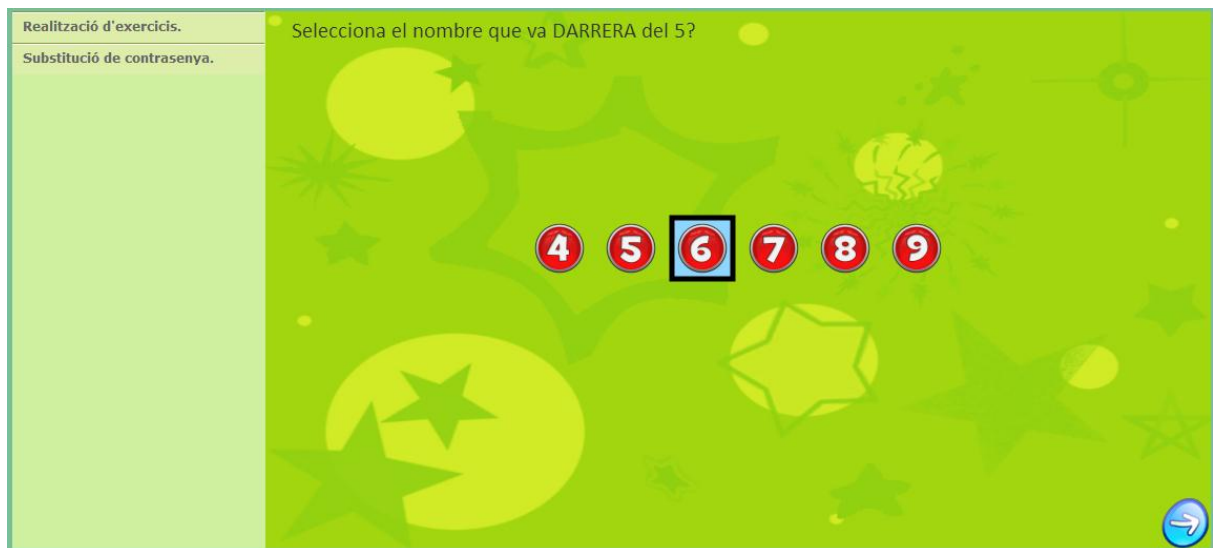 Realització d'exercicis.
Substitució de contrasenya.
Selecciona el nombre que va DARRERA del 5?
4 5 6 7 8 9